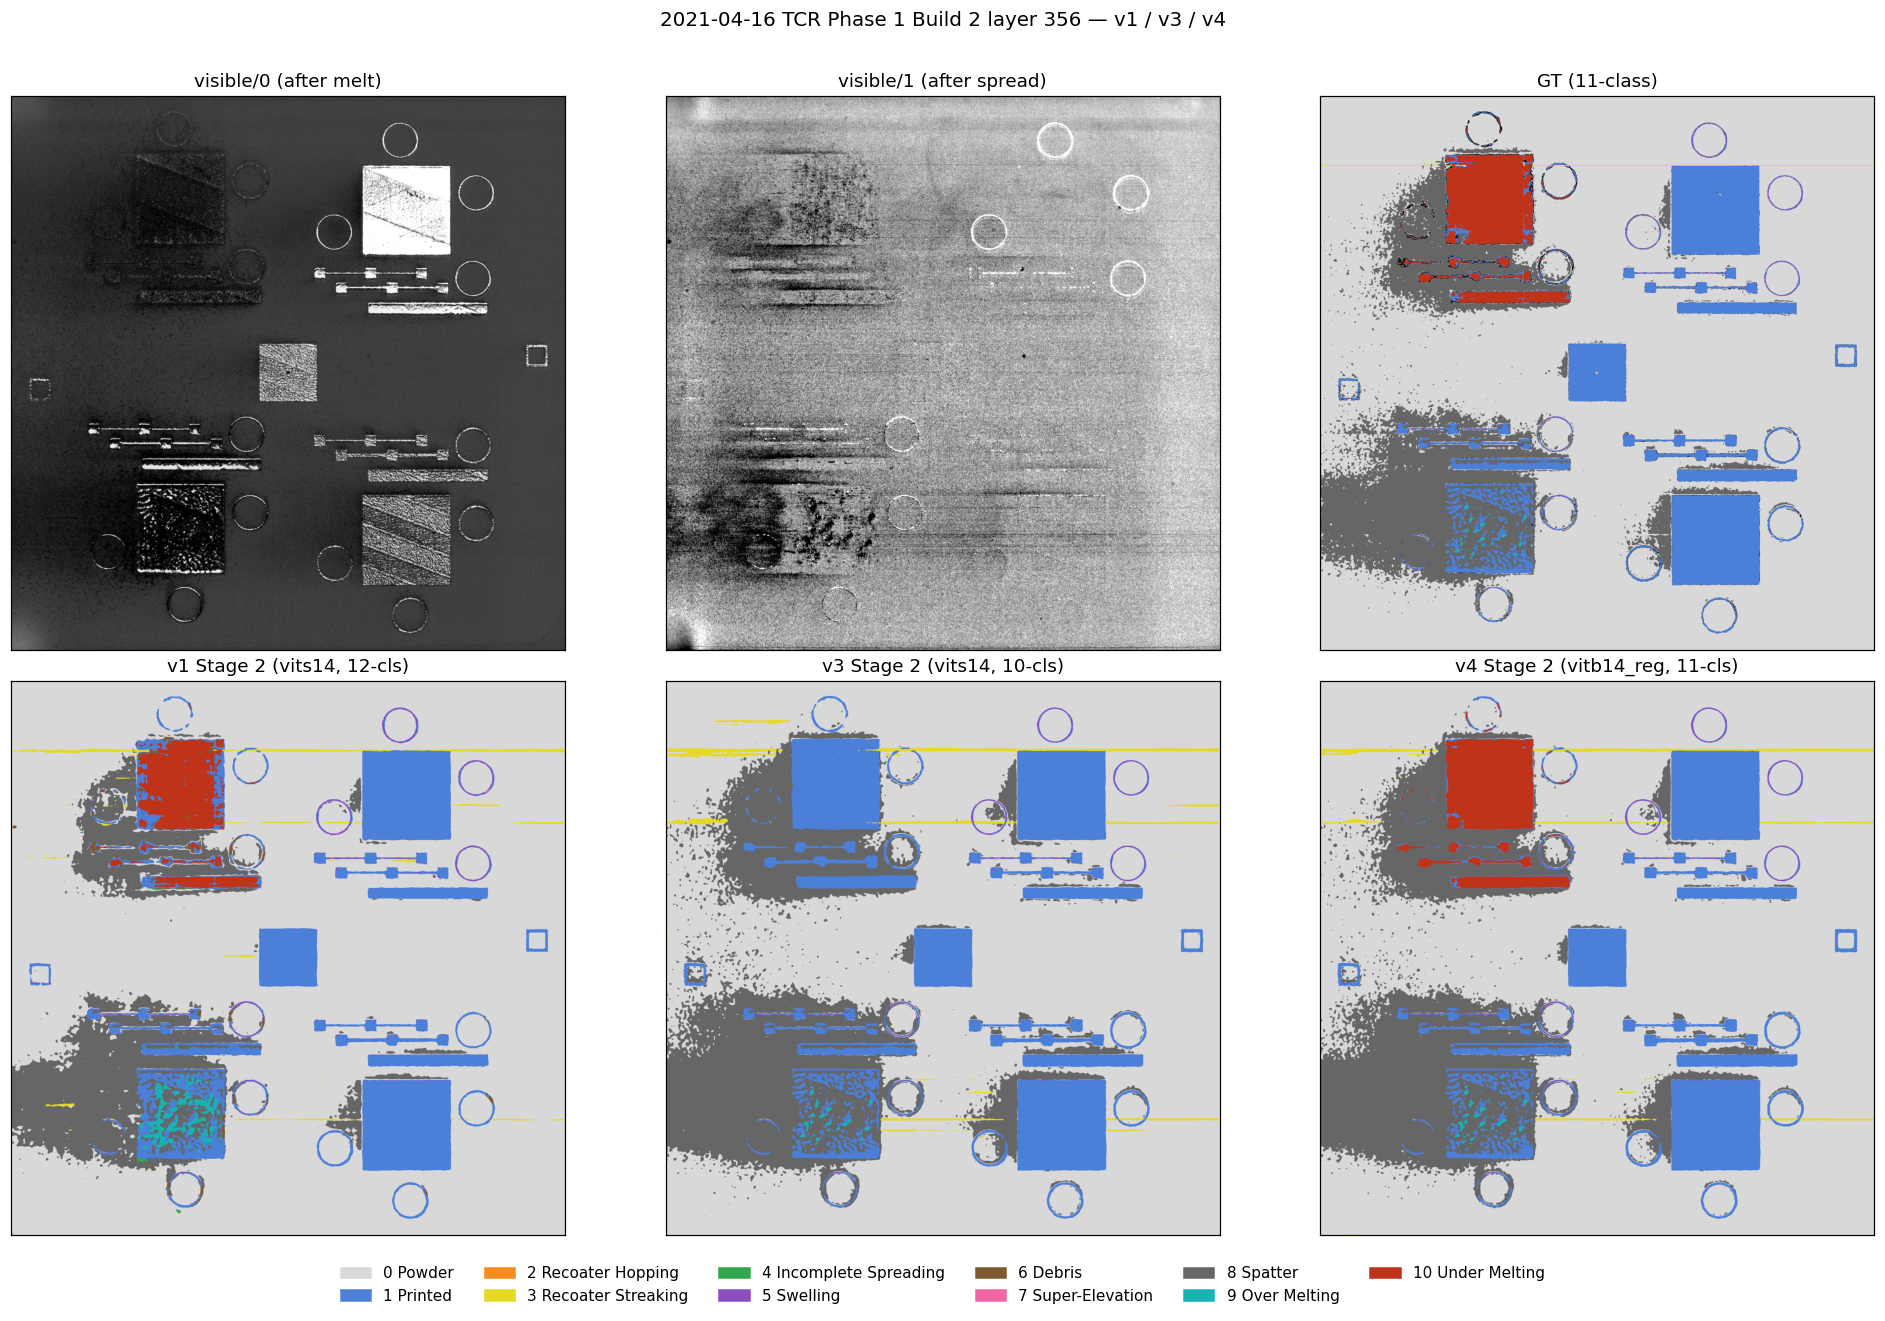 2021-04-16 TCR Phase 1 Build 2 layer 356 — v1 / v3 / v4
visible/0 (after melt)
visible/1 (after spread)
GT (11-class)
v1 Stage 2 (vits14, 12-cls)
v3 Stage 2 (vits14, 10-cls)
v4 Stage 2 (vitb14_reg, 11-cls)
0 Powder
1 Printed
2 Recoater Hopping
3 Recoater Streaking
4 Incomplete Spreading
5 Swelling
6 Debris
7 Super-Elevation
8 Spatter
9 Over Melting
10 Under Melting